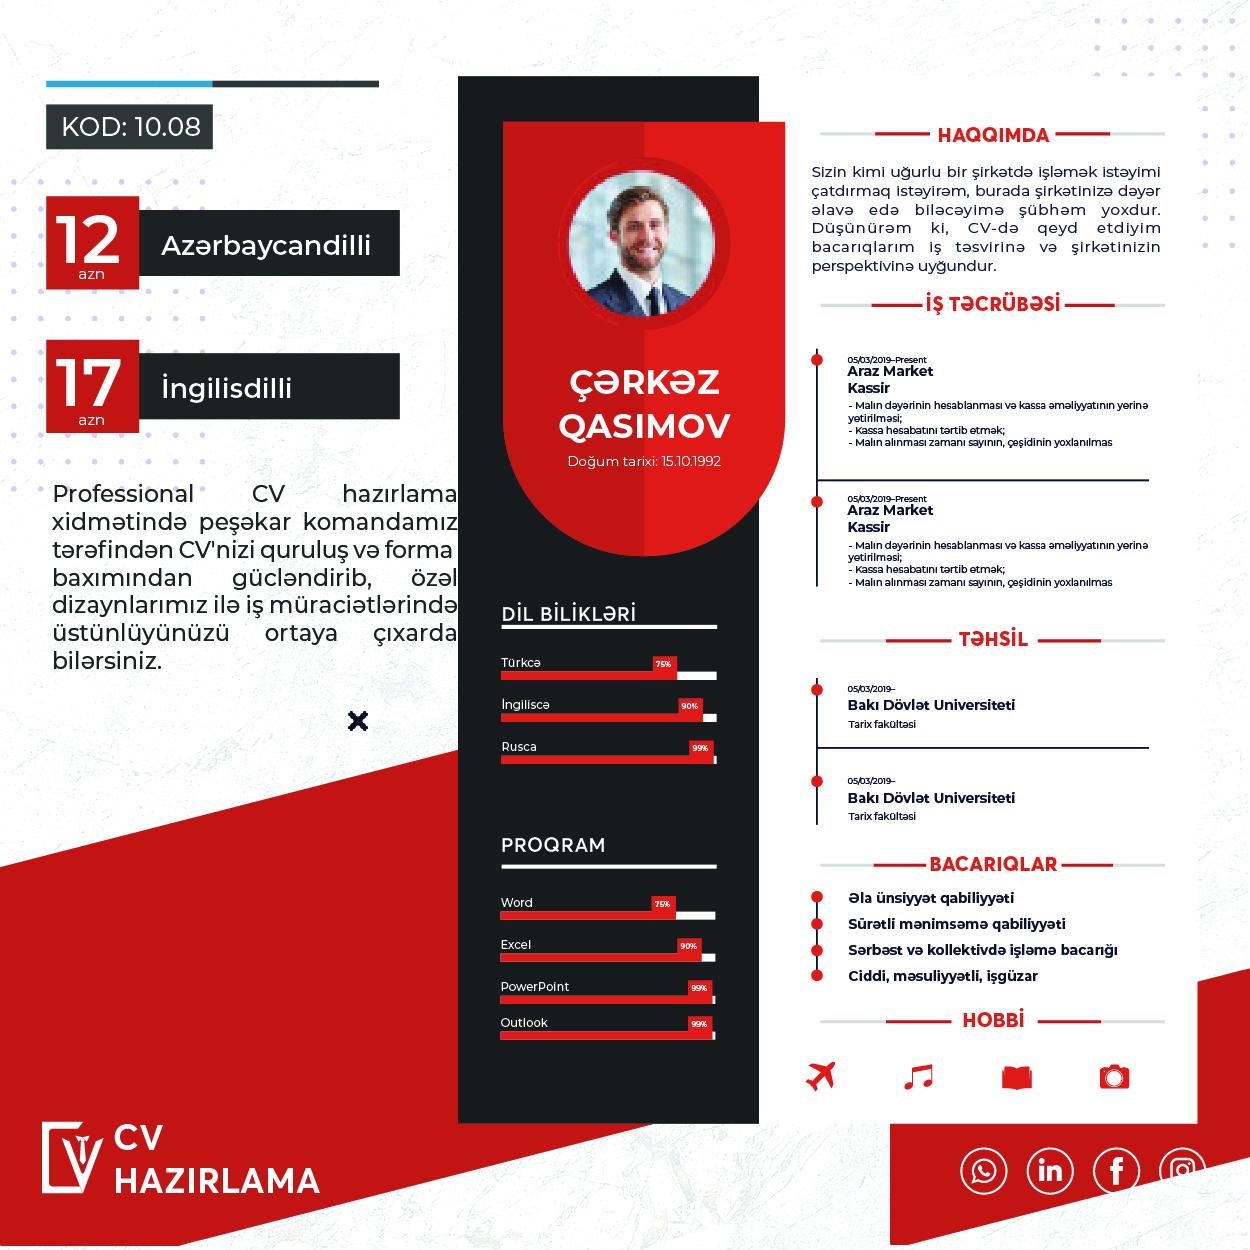 KOD: 10.08
12
azn
Azərbaycandilli
17
azn
İngilisdilli
Professional CV hazırlama
xidmətində peşəkar komandamız
tərəfindən CV'nizi quruluş və forma
baxımından gücləndirib, özəl
dizaynlarımız ilə iş müraciətlərində
üstünlüyünüzü ortaya çıxarda
bilərsiniz.
CV
HAZIRLAMA
ÇƏRKƏZ
QASIMOV
Doğum tarixi: 15.10.1992
DİL BİLİKLƏRİ
Türkcə
75%
İngiliscə
90%
Rusca
99%
PROQRAM
Word
75%
Excel
90%
PowerPoint
99%
Outlook
99%
HAQQIMDA
Sizin kimi uğurlu bir şirkətdə işləmək istəyimi
çatdırmaq istəyirəm, burada şirkətinizə dəyər
əlavə edə biləcəyimə şübhəm yoxdur.
Düşünürəm ki, CV-də qeyd etdiyim
bacarıqlarım iş təsvirinə və şirkətinizin
perspektivinə uyğundur.
İŞ TƏCRÜBƏSİ
05/03/2019–Present
Araz Market
Kassir
- Malın dəyərinin hesablanması və kassa əməliyyatının yerinə
yetirilməsi;
- Kassa hesabatını tərtib etmək;
- Malın alınması zamanı sayının, çeşidinin yoxlanılmas
05/03/2019–Present
Araz Market
Kassir
- Malın dəyərinin hesablanması və kassa əməliyyatının yerinə
yetirilməsi;
- Kassa hesabatını tərtib etmək;
- Malın alınması zamanı sayının, çeşidinin yoxlanılmas
TƏHSİL
05/03/2019–
Bakı Dövlət Universiteti
Tarix fakültəsi
05/03/2019–
Bakı Dövlət Universiteti
Tarix fakültəsi
BACARIQLAR
Əla ünsiyyət qabiliyyəti
Sürətli mənimsəmə qabiliyyəti
Sərbəst və kollektivdə işləmə bacarığı
Ciddi, məsuliyyətli, işgüzar
HOBBİ